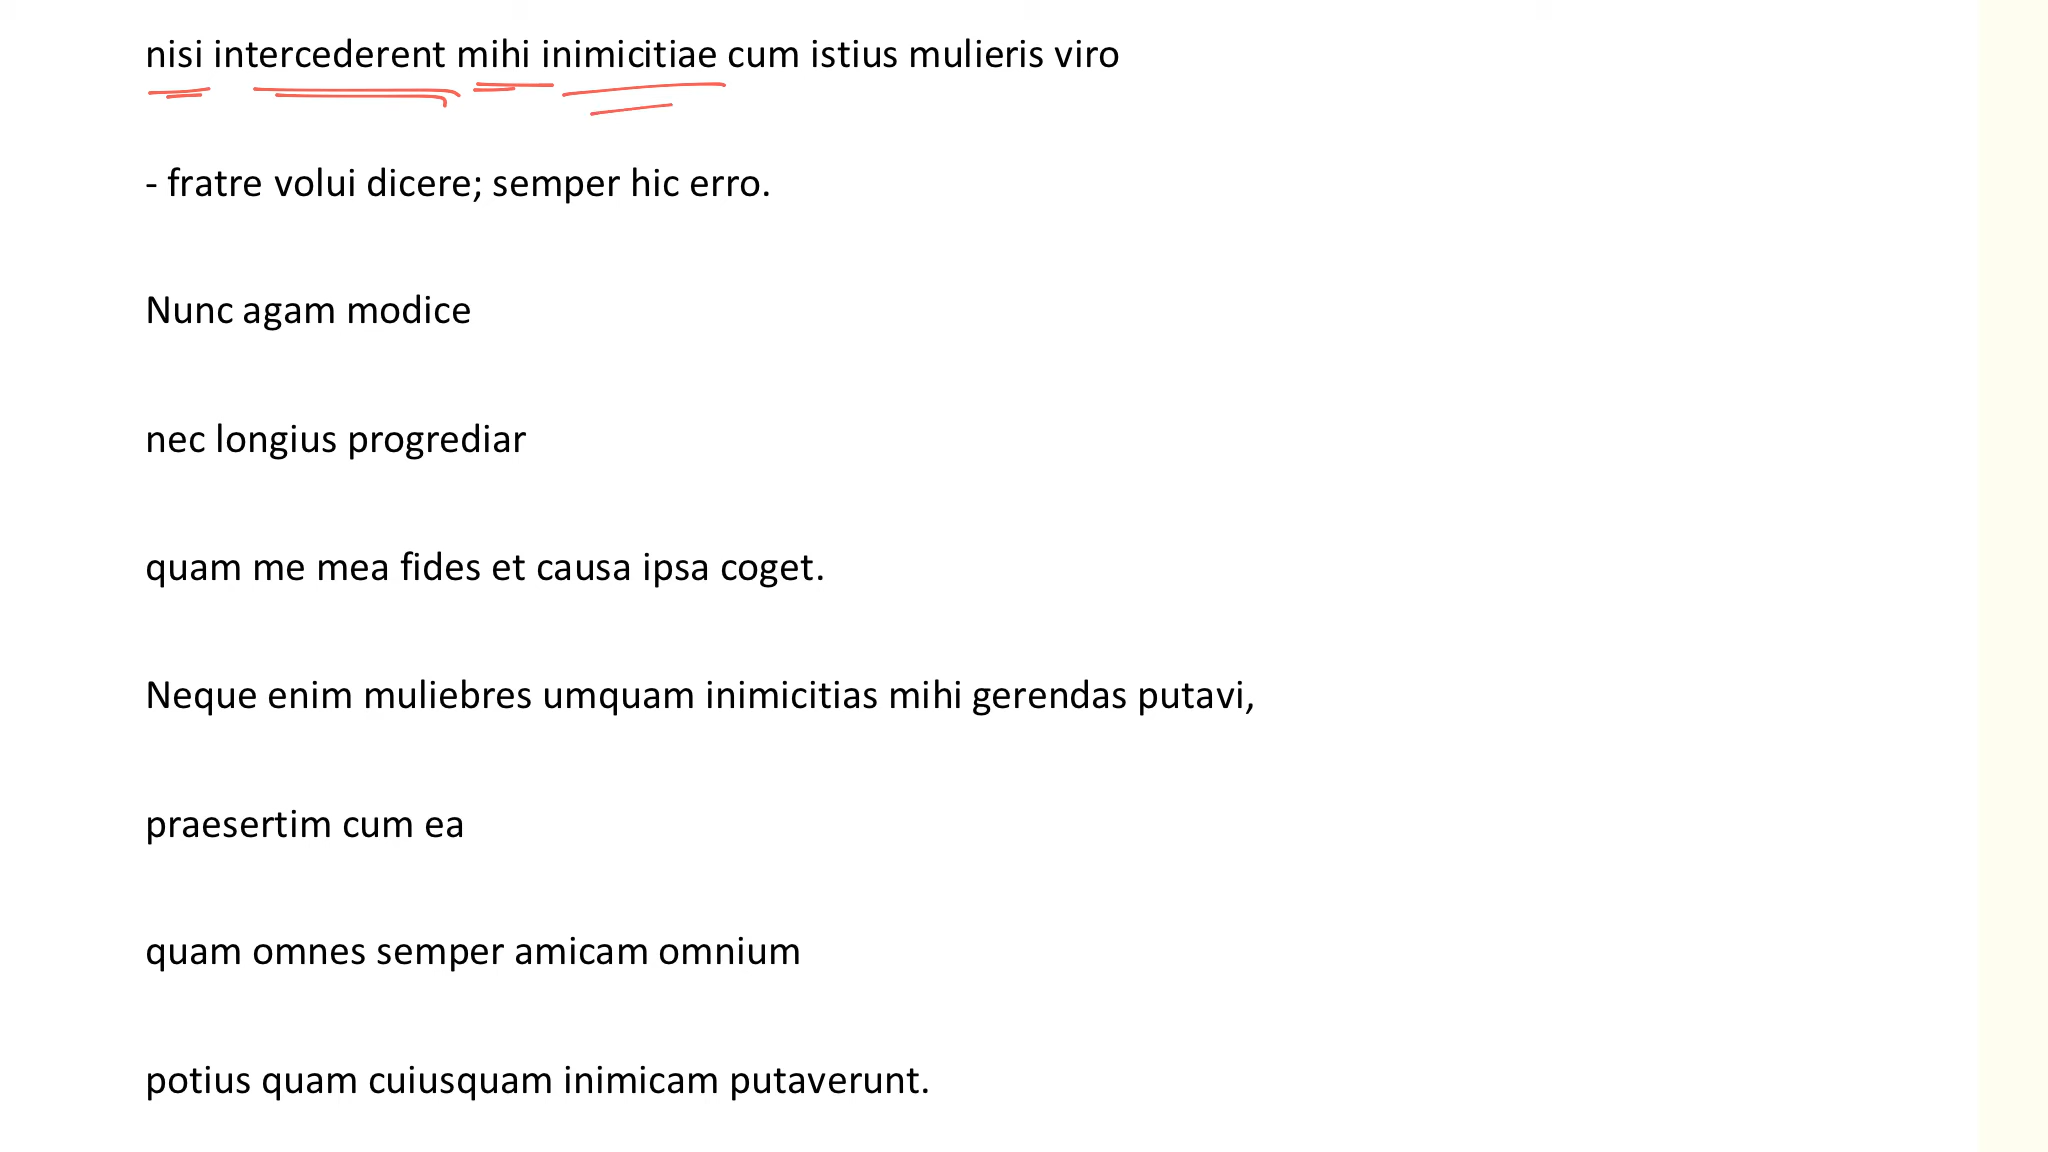 nisi intercederent mihi inimicitiae cum istius mulieris viro
- fratre volui dicere; semper hic erro.
Nunc agam modice
nec longius progrediar
quam me mea fides et causa ipsa coget.
Neque enim muliebres umquam inimicitias mihi gerendas putavi,
praesertim cum ea
quam omnes semper amicam omnium
potius quam cuiusquam inimicam putaverunt.